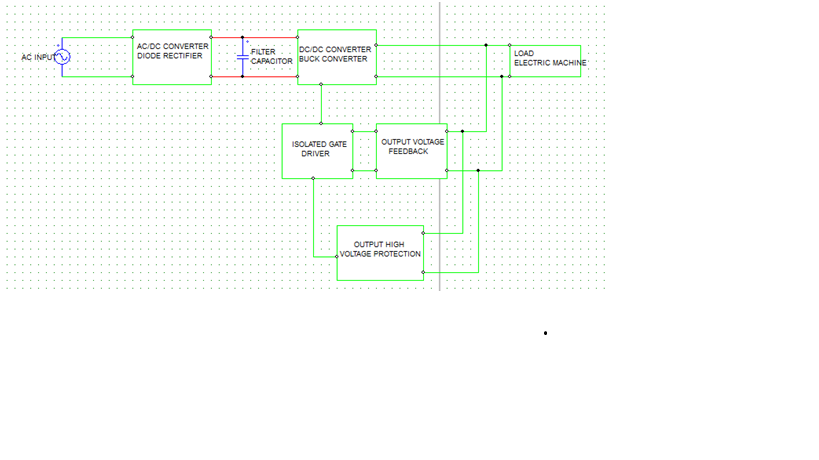 AC INPUT
AC/DC CONVERTER
DIODE RECTIFIER
FILTER
CAPACITOR
DC/DC CONVERTER
BUCK CONVERTER
LOAD
ELECTRIC MACHINE
ISOLATED GATE
DRIVER
OUTPUT VOLTAGE
FEEDBACK
OUTPUT HIGH
VOLTAGE PROTECTION